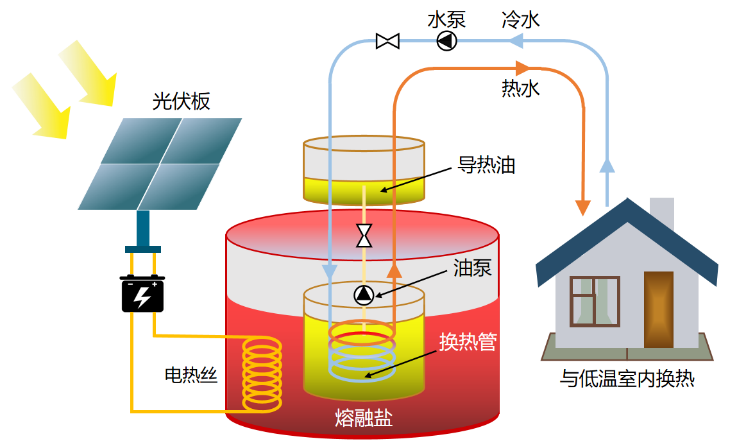 水泵
冷水
热水
光伏板
导热油
油泵
换热管
电热丝
熔融盐
与低温室内换热
- +